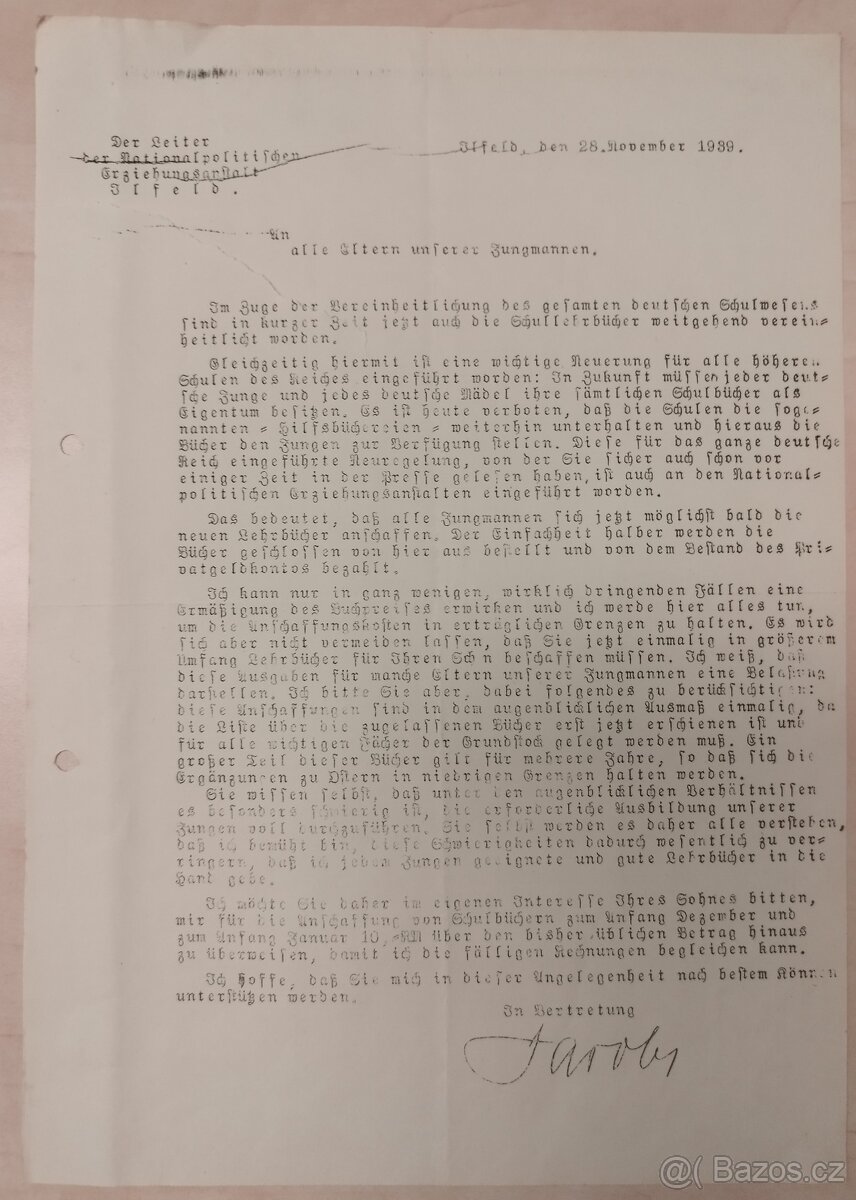 Der Leiter
der Nationalpolitischen
Erziehungsanstalt
Ilfeld.
Ilfeld, den 28.November 1939.
An
alle Eltern unserer Jungmannen.
Im Zuge der Vereinheitlichung des gesamten deutschen Schulwesens
sind in kurzer Zeit jetzt auch die Schullehrbücher weitgehend verein=
heitlicht worden.
Gleichzeitig hiermit ist eine wichtige Neuerung für alle höheren
Schulen des Reiches eingeführt worden: In Zukunft müssen jeder deut=
sche Junge und jedes deutsche Mädel ihre sämtlichen Schulbücher als
Eigentum besitzen. Es ist heute verboten, daß die Schulen die soge=
nannten = Hilfsbüchereien = weiterhin unterhalten und hieraus die
Bücher den Jungen zur Verfügung stellen. Diese für das ganze deutsche
Reich eingeführte Neuregelung, von der Sie sicher auch schon vor
einiger Zeit in der Presse gelesen haben, ist auch an den National=
politischen Erziehungsanstalten eingeführt worden.
Das bedeutet, daß alle Jungmannen sich jetzt möglichst bald die
neuen Lehrbücher anschaffen. Der Einfachheit halber werden die
Bücher geschlossen von hier aus bestellt und von dem Bestand des Pri=
vatgeldkontos bezahlt.
Ich kann nur in ganz wenigen, wirklich dringenden Fällen eine
Ermäßigung des Buchpreises erwirken und ich werde hier alles tun,
um die Anschaffungskosten in erträglichen Grenzen zu halten. Es wird
sich aber nicht vermeiden lassen, daß Sie jetzt einmalig in größerem
Umfang Lehrbücher für Ihren Sohn beschaffen müssen. Ich weiß, daß
diese Ausgaben für manche Eltern unserer Jungmannen eine Belastung
darstellen. Ich bitte Sie aber, dabei folgendes zu berücksichtigen:
diese Anschaffungen sind in dem augenblicklichen Ausmaß einmalig, da
die Liste über die zugelassenen Bücher erst jetzt erschienen ist und
für alle wichtigen Fächer der Grundstock gelegt werden muß. Ein
großer Teil dieser Bücher gilt für mehrere Jahre, so daß sich die
Ergänzungen zu Ostern in niedrigen Grenzen halten werden.
Sie wissen selbst, daß unter den augenblicklichen Verhältnissen
es besonders schwierig ist, die erforderliche Ausbildung unserer
Jungen voll durchzuführen. Sie selbst werden es daher alle verstehen,
daß ich bemüht bin, diese Schwierigkeiten dadurch wesentlich zu ver=
ringern, daß ich jedem Jungen geeignete und gute Lehrbücher in die
Hand gebe.
Ich möchte Sie daher im eigenen Interesse Ihres Sohnes bitten,
mir für die Anschaffung von Schulbüchern zum Anfang Dezember und
zum Anfang Januar 10,=RM über den bisher üblichen Betrag hinaus
zu überweisen, damit ich die fälligen Rechnungen begleichen kann.
Ich hoffe, daß Sie mich in dieser Angelegenheit nach bestem Können
unterstützen werden.
In Vertretung
Jacobs
@( Bazos.cz